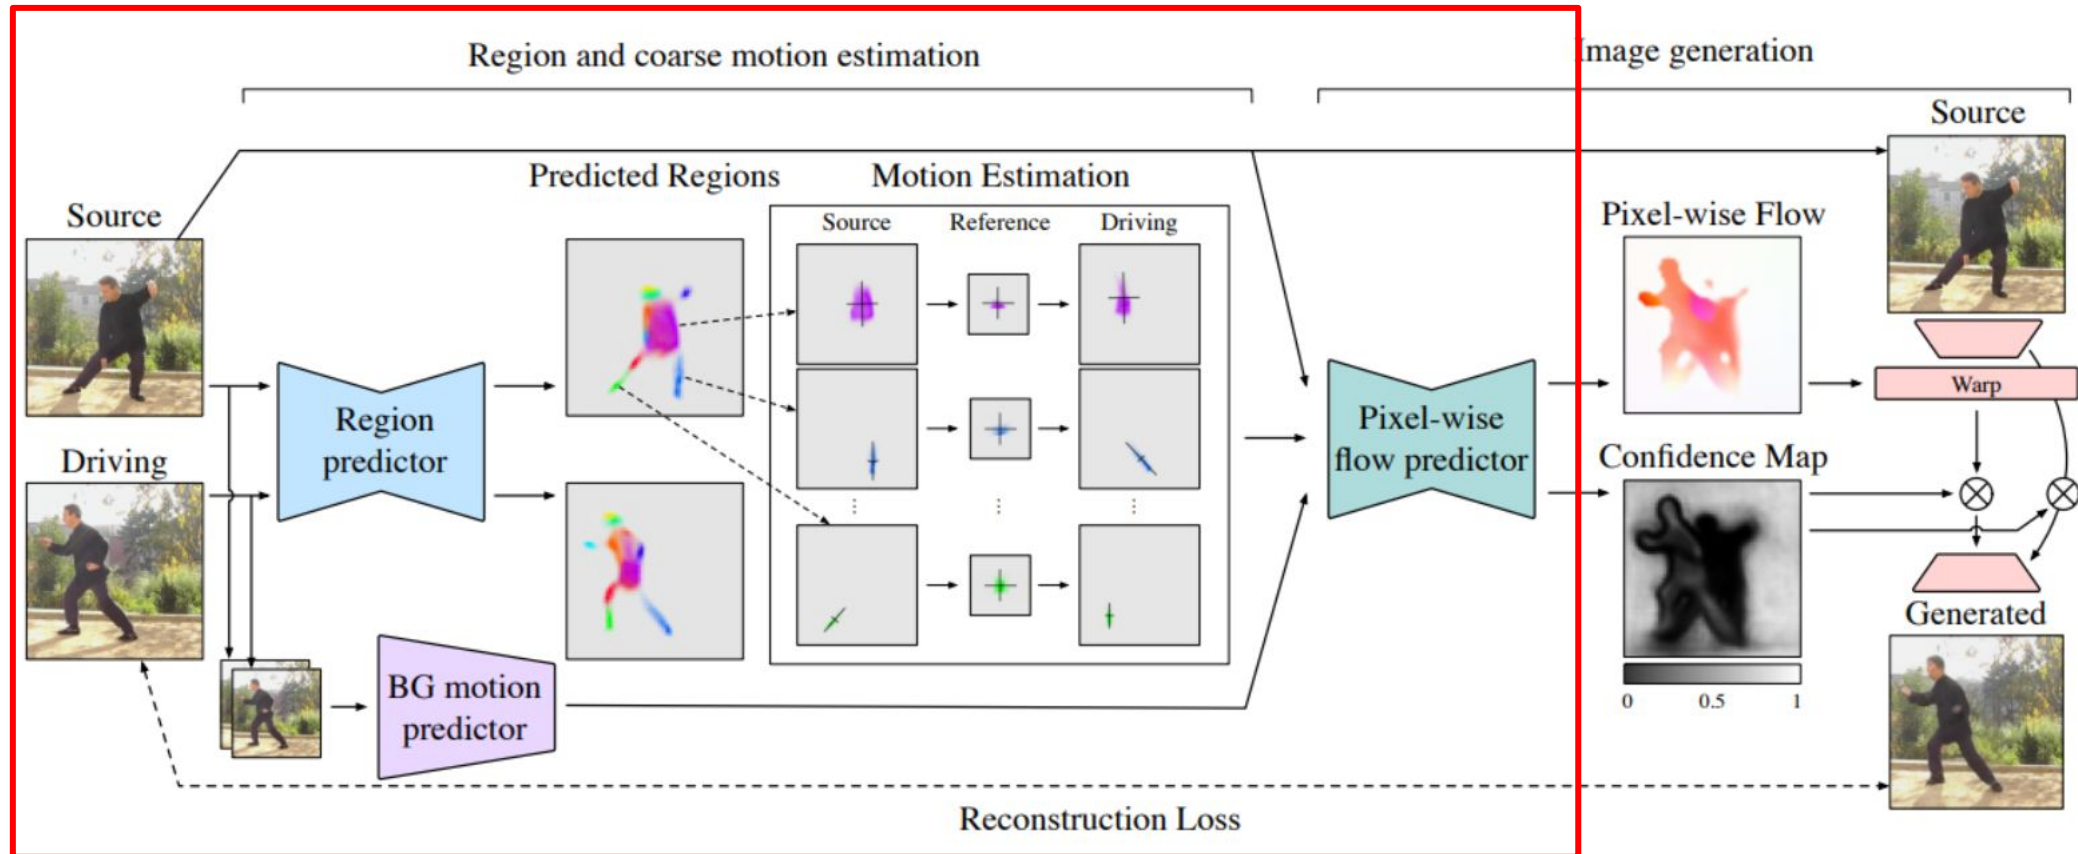 Region and coarse motion estimation
Image generation
Source
Predicted Regions
Motion Estimation
Source
Source
Reference
Driving
Pixel-wise Flow
Warp
Region
predictor
Pixel-wise
flow predictor
Driving
Confidence Map
Generated
BG motion
predictor
0
0.5
1
Reconstruction Loss